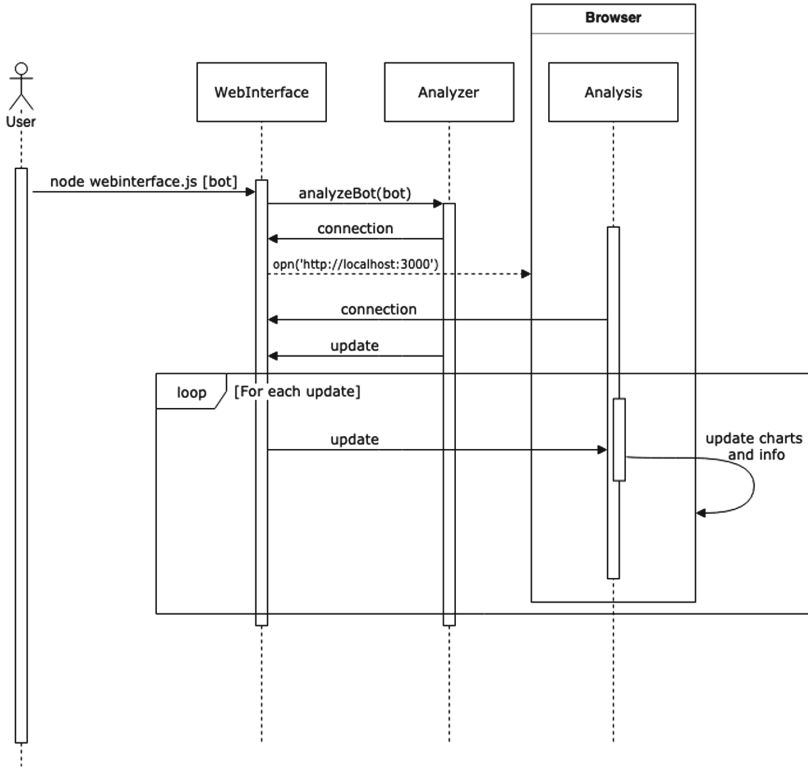 Browser
User
WebInterface
Analyzer
Analysis
node webinterface.js [bot]
analyzeBot(bot)
connection
opn('http://localhost:3000')
connection
update
loop
[For each update]
update
update charts
and info